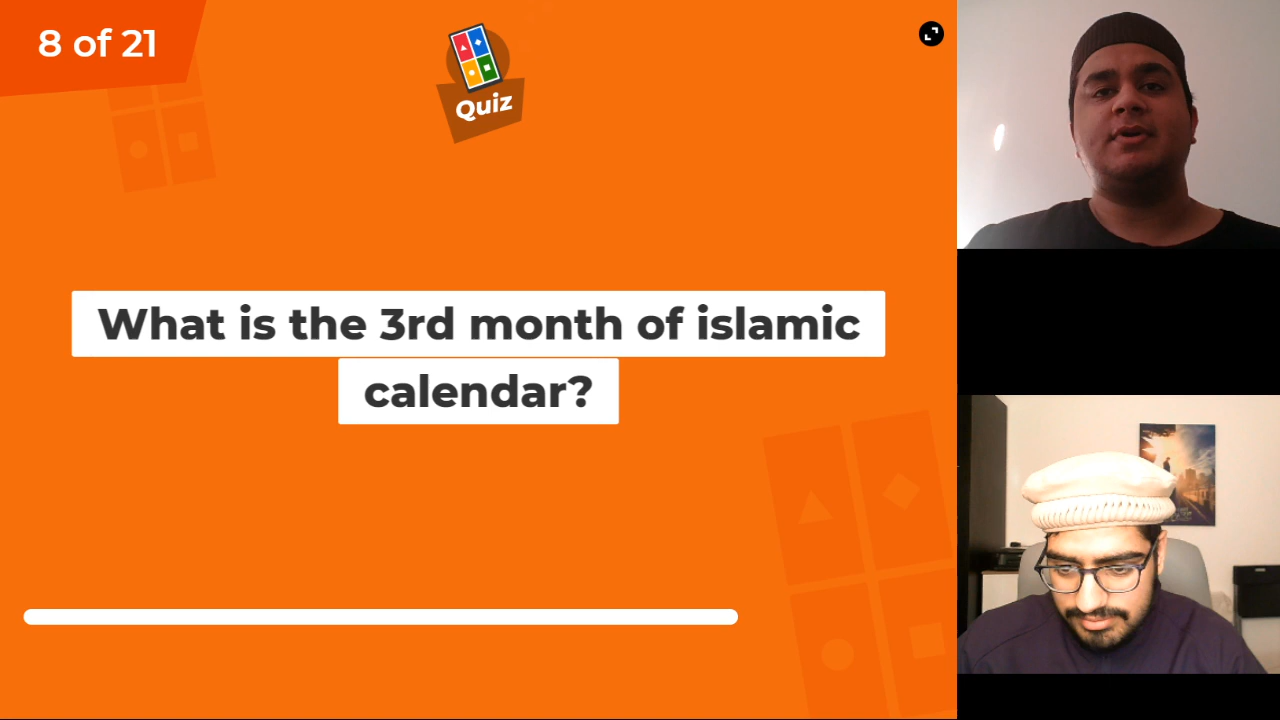 8 of 21
Quiz
What is the 3rd month of islamic
calendar?